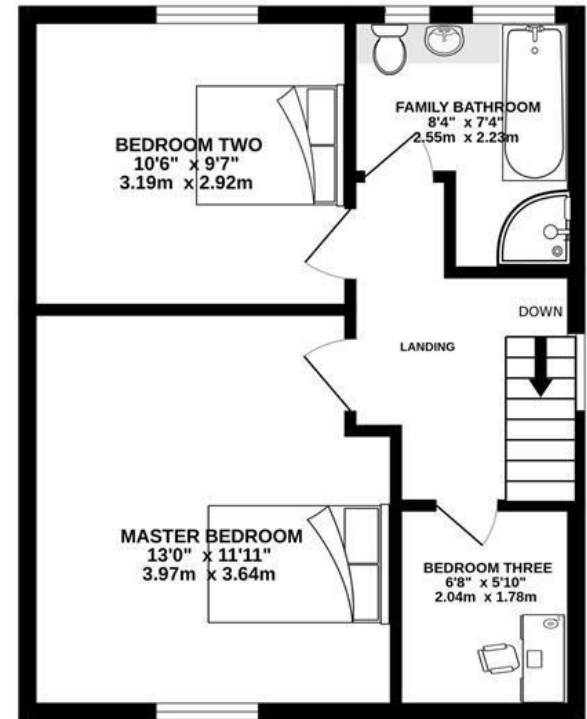 FAMILY BATHROOM
8'4" x 7'4"
2.55m x 2.23m
BEDROOM TWO
10'6" x 9'7"
3.19m x 2.92m
DOWN
LANDING
MASTER BEDROOM
13'0" x 11'11"
3.97m x 3.64m
BEDROOM THREE
6'8" x 5'10"
2.04m x 1.78m